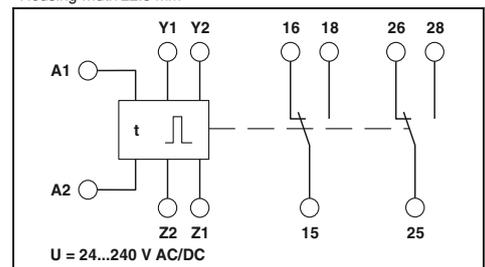 Y1 Y2 16 18 26 28
A1
t
A2
Z2 Z1 15 25
U = 24...240 V AC/DC